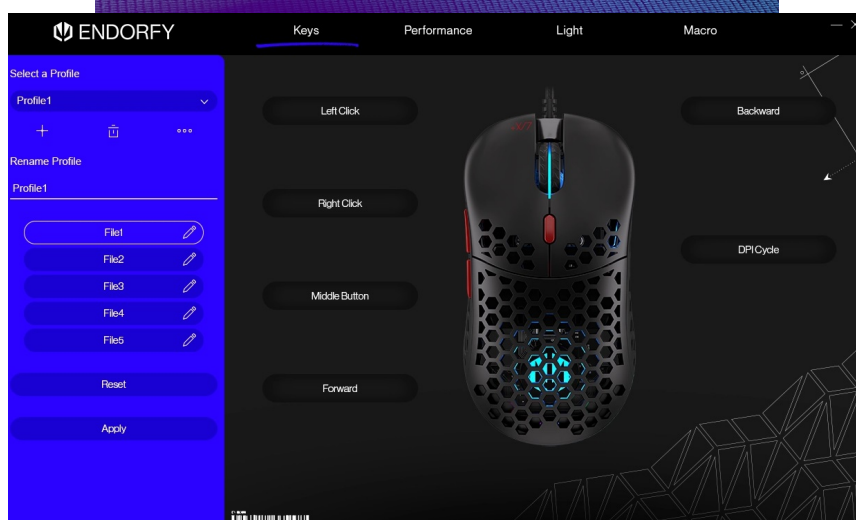 ENDORFY
Keys
Performance
Light
Macro
Select a Profile
Profile1
Rename Profile
Profile1
File1
File2
File3
File4
File5
Reset
Apply
Left Click
Right Click
Middle Button
Forward
Backward
DPI Cycle